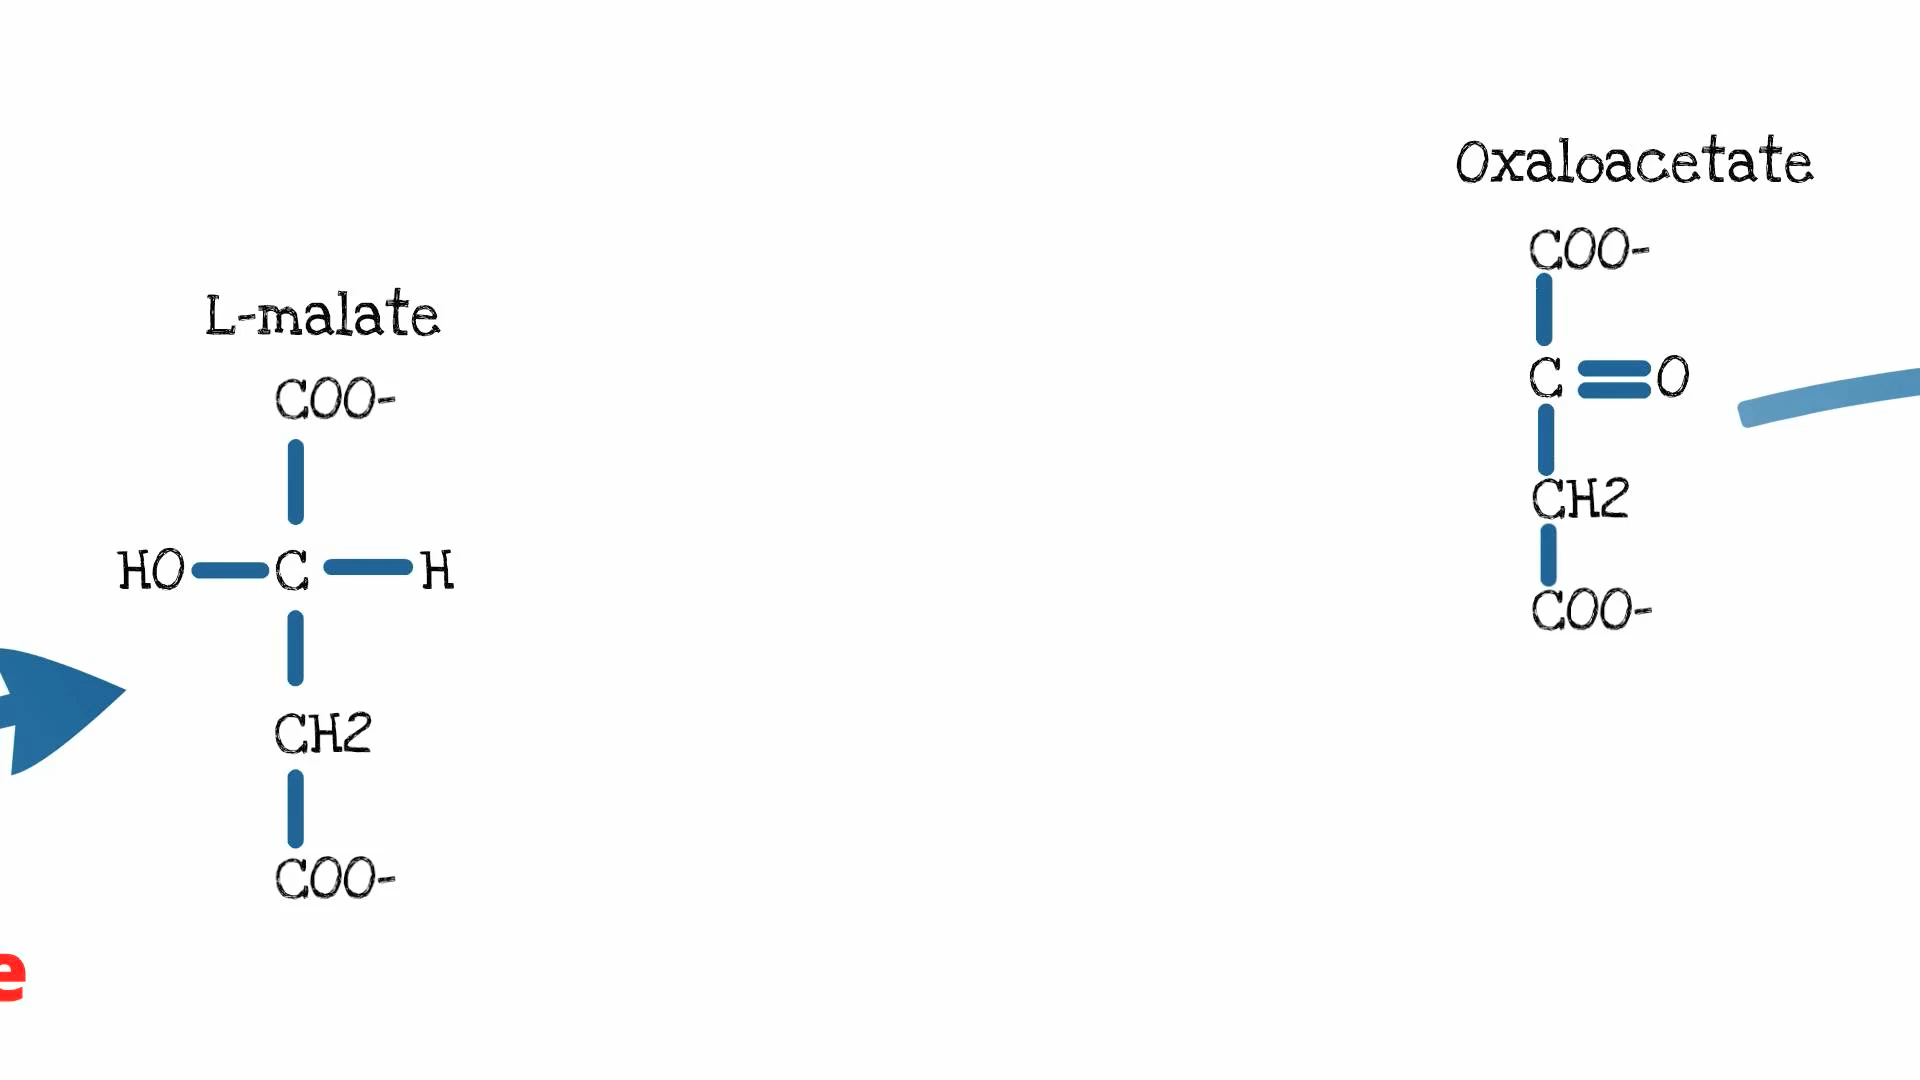 L-malate
COO-
HO C H
CH2
COO-
e
Oxaloacetate
COO-
C O
CH2
COO-